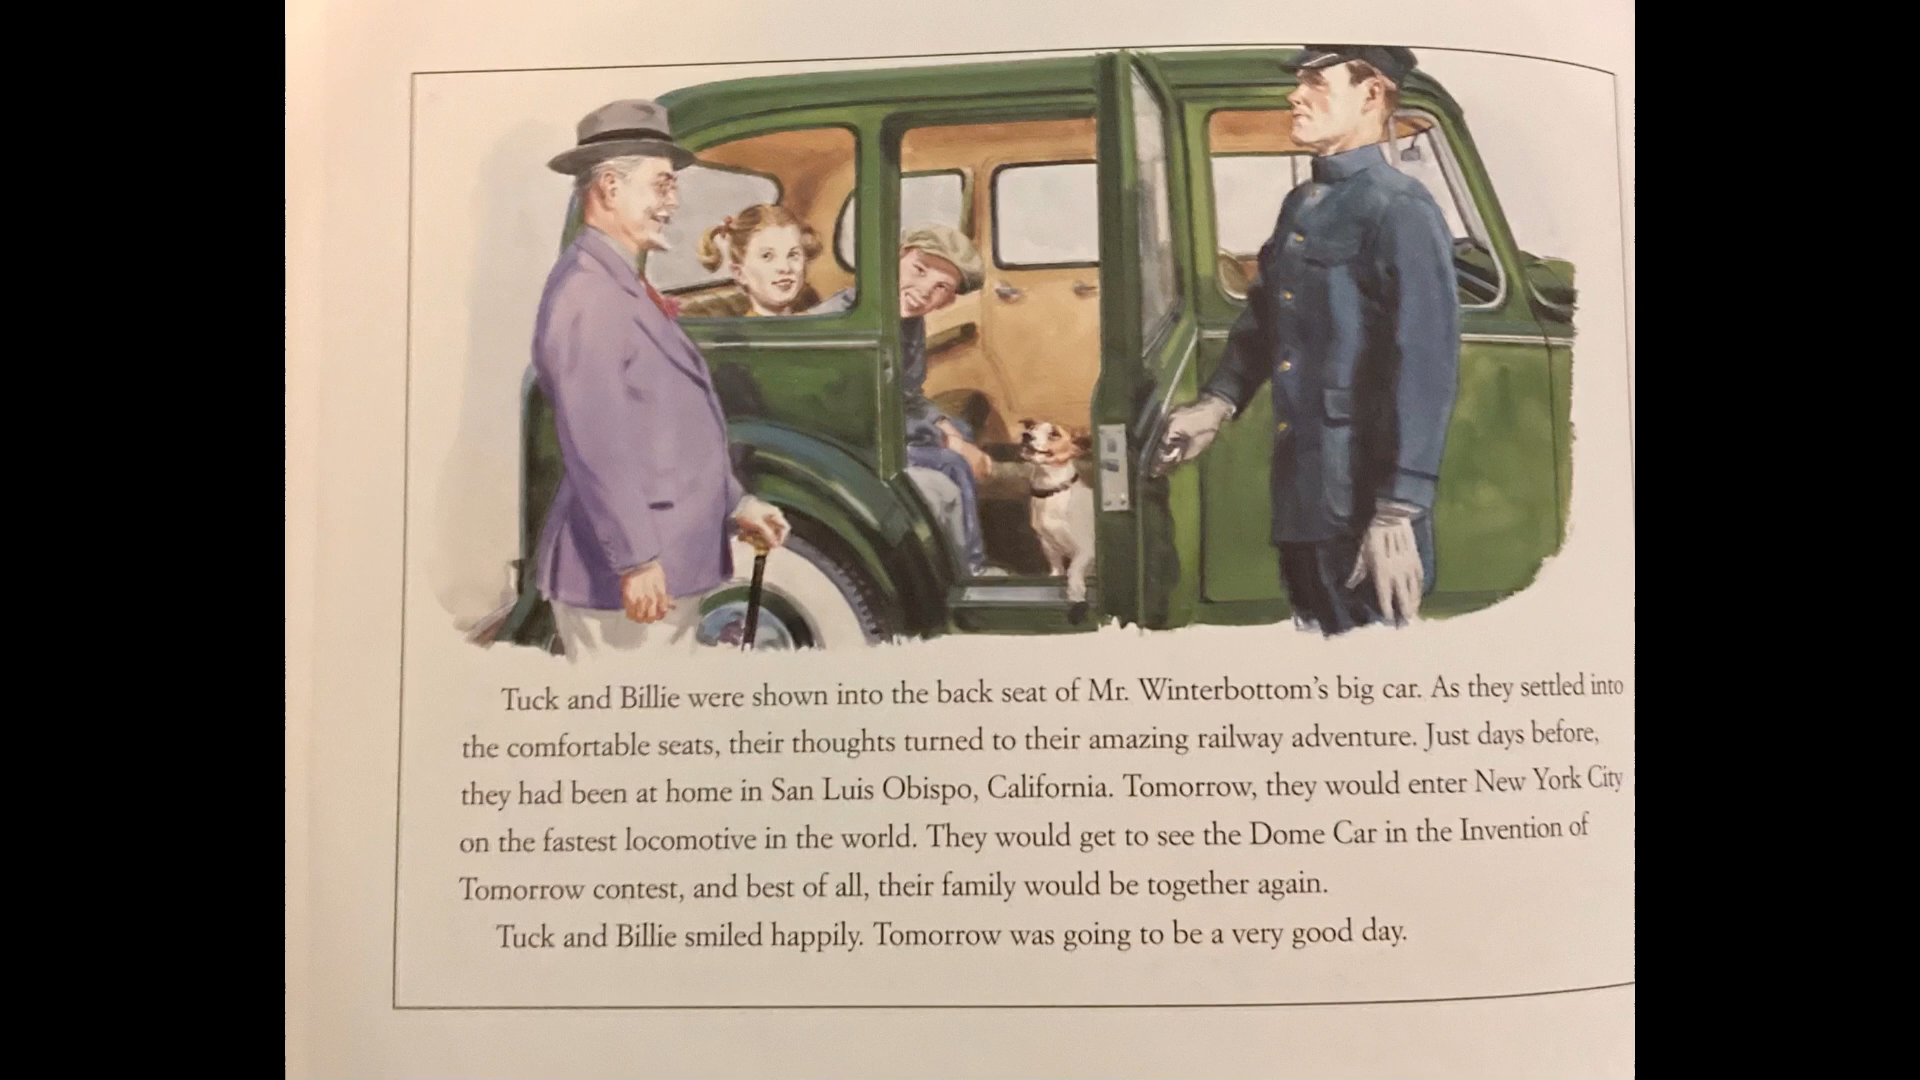 Tuck and Billie were shown into the back seat of Mr. Winterbottom's big car. As they settled into
the comfortable seats, their thoughts turned to their amazing railway adventure. Just days before,
they had been at home in San Luis Obispo, California. Tomorrow, they would enter New York City
on the fastest locomotive in the world. They would get to see the Dome Car in the Invention of
Tomorrow contest, and best of all, their family would be together again.
Tuck and Billie smiled happily. Tomorrow was going to be a very good day.